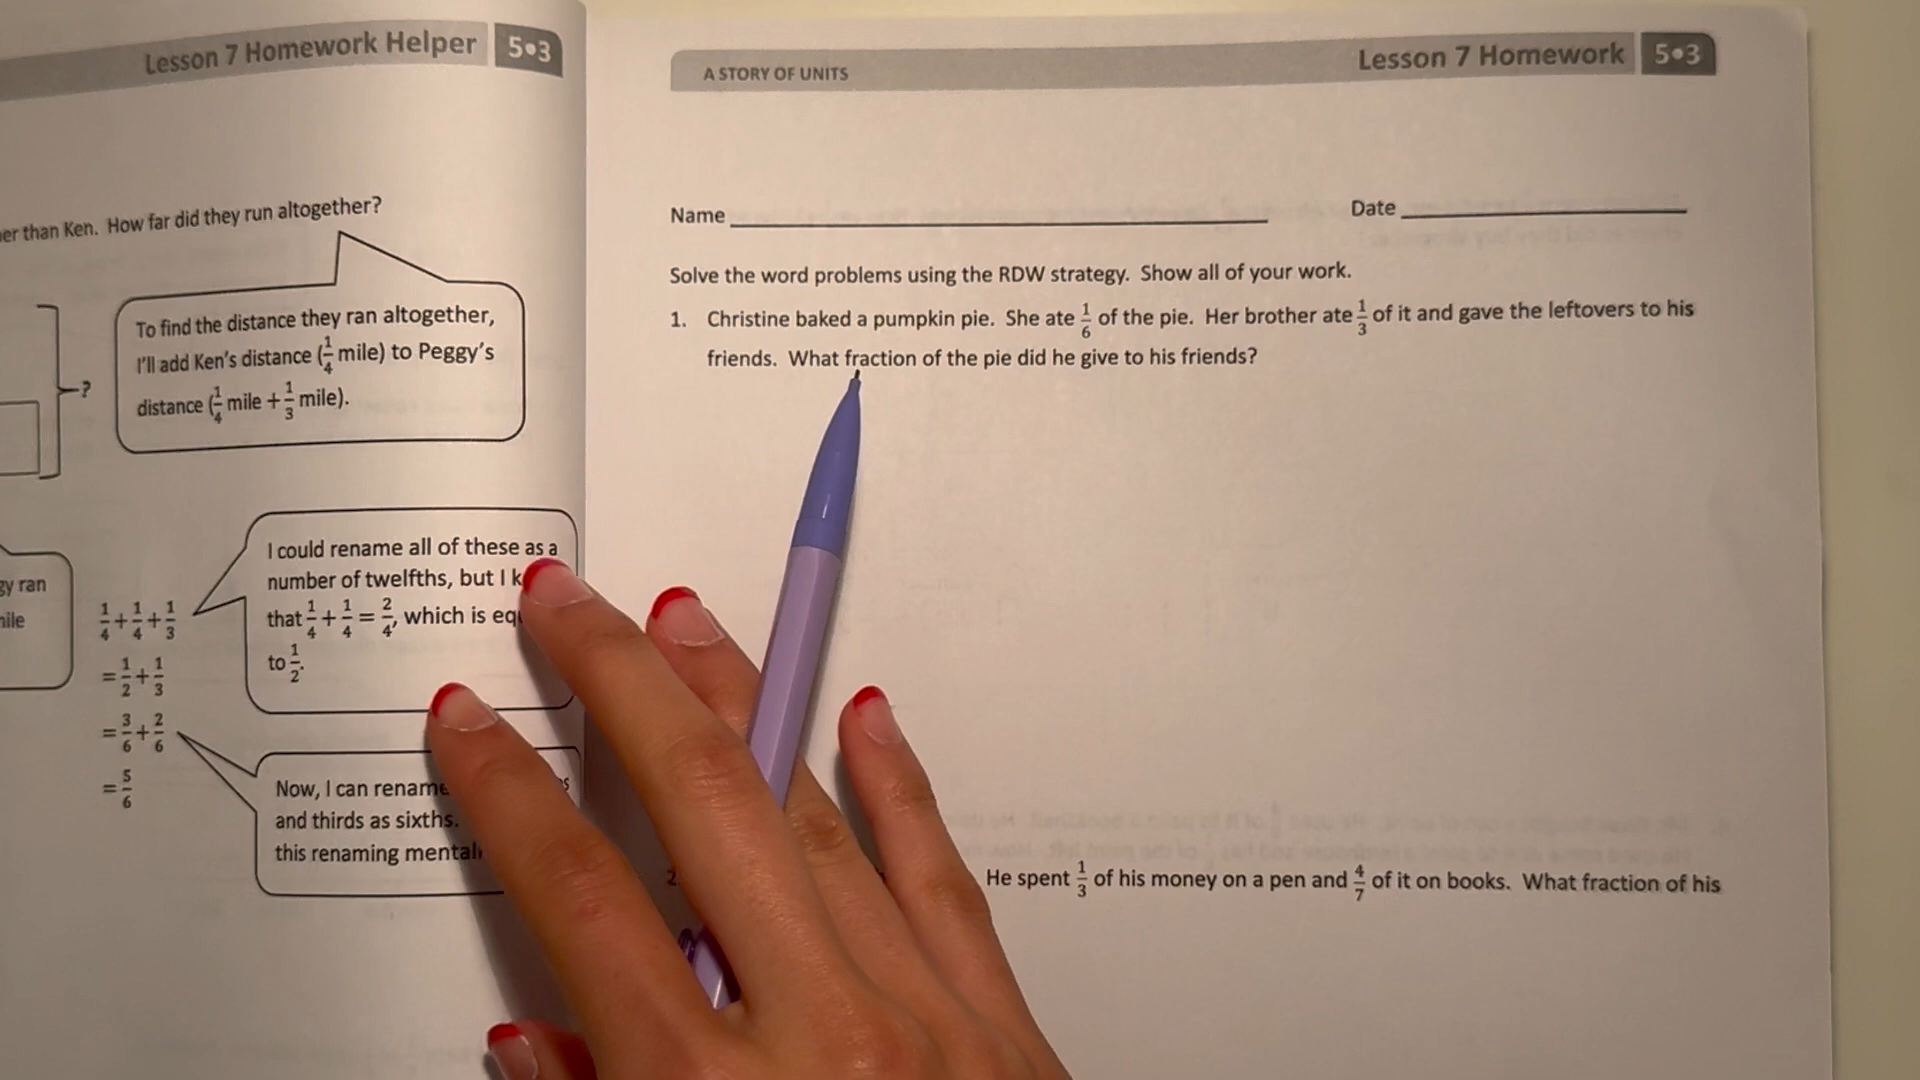 Lesson 7 Homework Helper 5•3
than Ken. How far did they run altogether?
To find the distance they ran altogether,
I'll add Ken's distance (1/4 mile) to Peggy's
distance (1/4 mile + 1/3 mile).
?
I could rename all of these as a
number of twelfths, but I
that 1/4 + 1/4 = 2/4, which is
to 1/2.
ran
1/4 + 1/4 + 1/3
= 1/2 + 1/3
= 3/6 + 2/6
= 5/6
Now, I can rename
and thirds as sixths.
this renaming
A STORY OF UNITS
Lesson 7 Homework 5•3
Name
Date
Solve the word problems using the RDW strategy. Show all of your work.
1. Christine baked a pumpkin pie. She ate 1/6 of the pie. Her brother ate 1/3 of it and gave the leftovers to his
friends. What fraction of the pie did he give to his friends?
2
He spent 1/3 of his money on a pen and 4/7 of it on books. What fraction of his